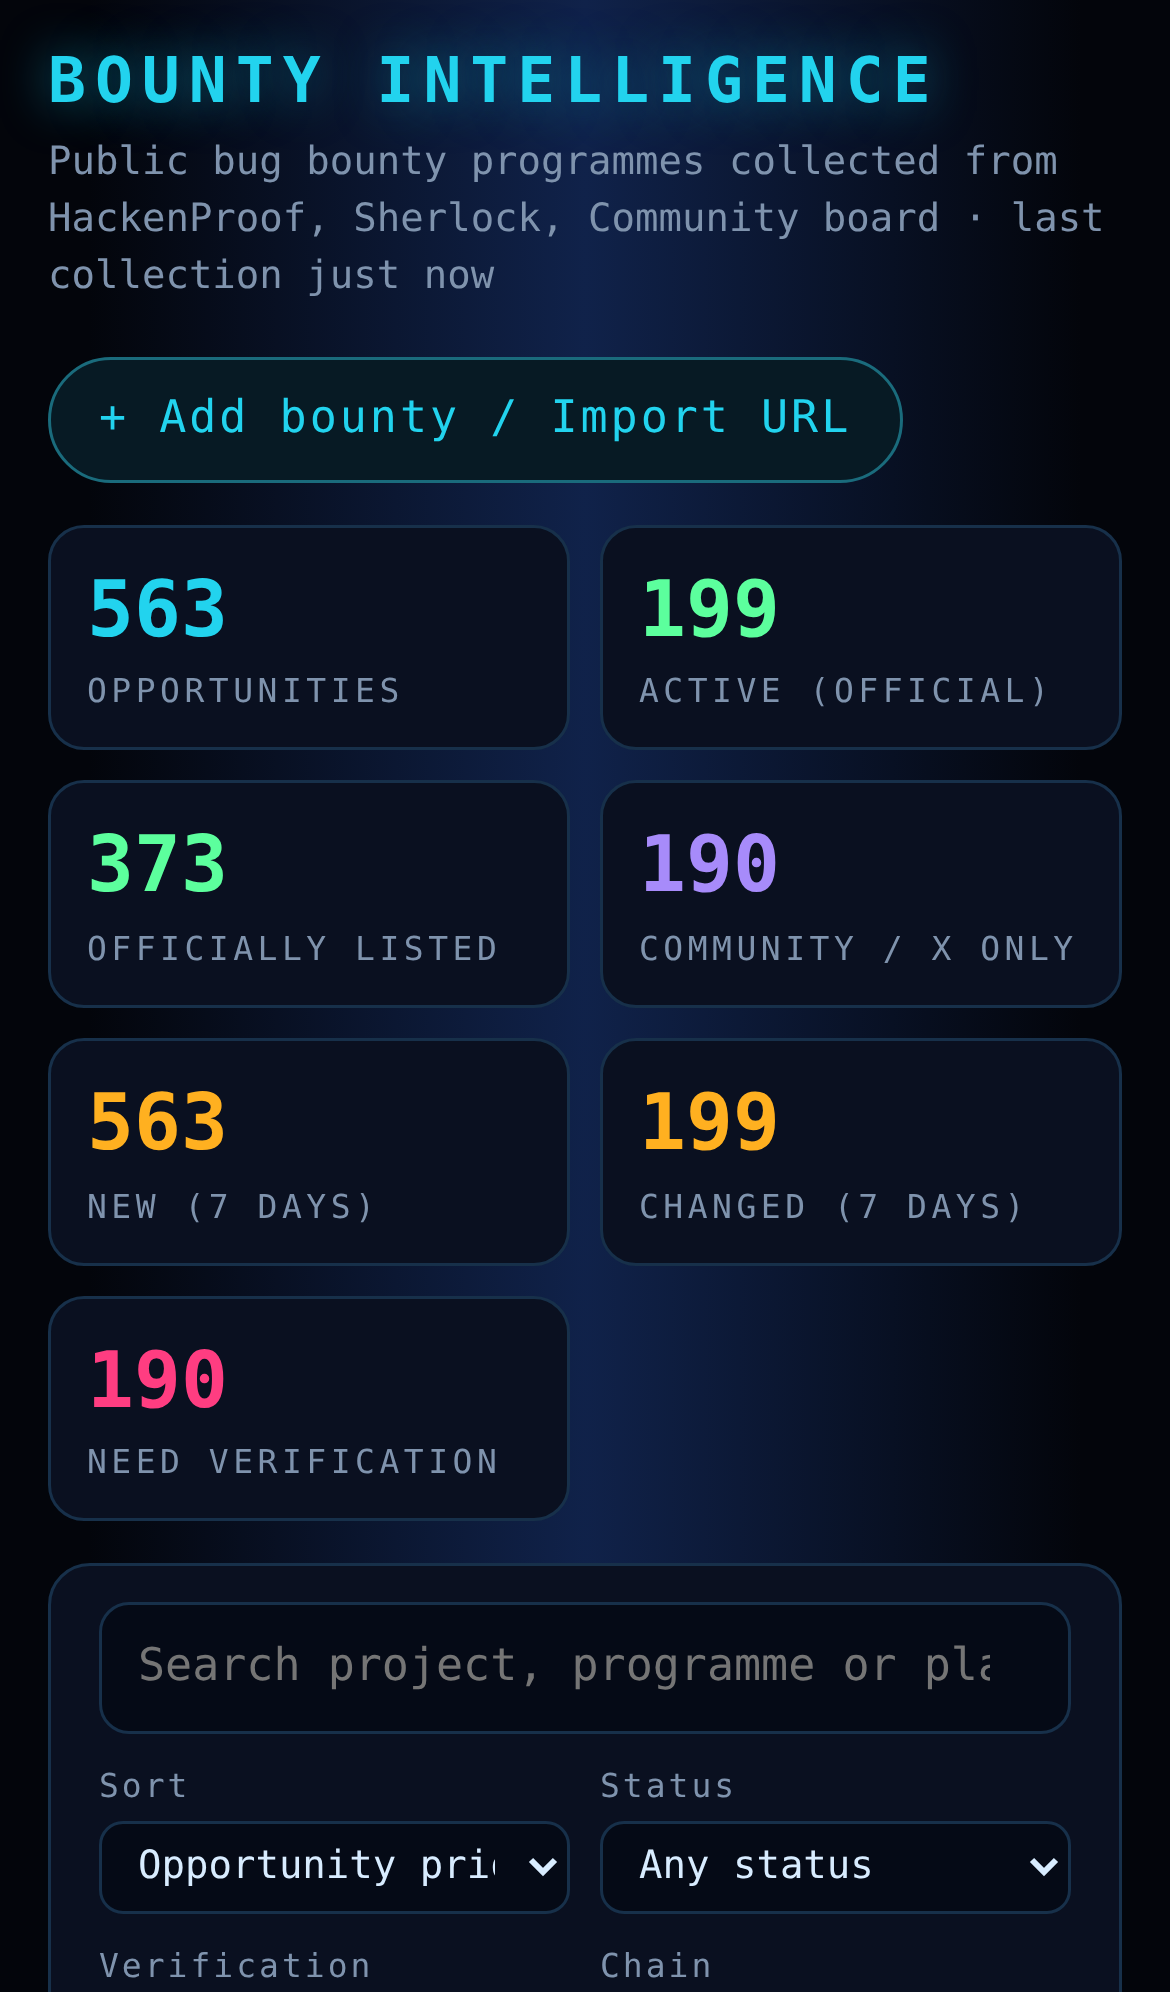 BOUNTY INTELLIGENCE
Public bug bounty programmes collected from
HackenProof, Sherlock, Community board · last
collection just now
+ Add bounty / Import URL
563
OPPORTUNITIES
199
ACTIVE (OFFICIAL)
373
OFFICIALLY LISTED
190
COMMUNITY / X ONLY
563
NEW (7 DAYS)
199
CHANGED (7 DAYS)
190
NEED VERIFICATION
Search project, programme or pla
Sort
Status
Opportunity pri
Any status
Verification
Chain